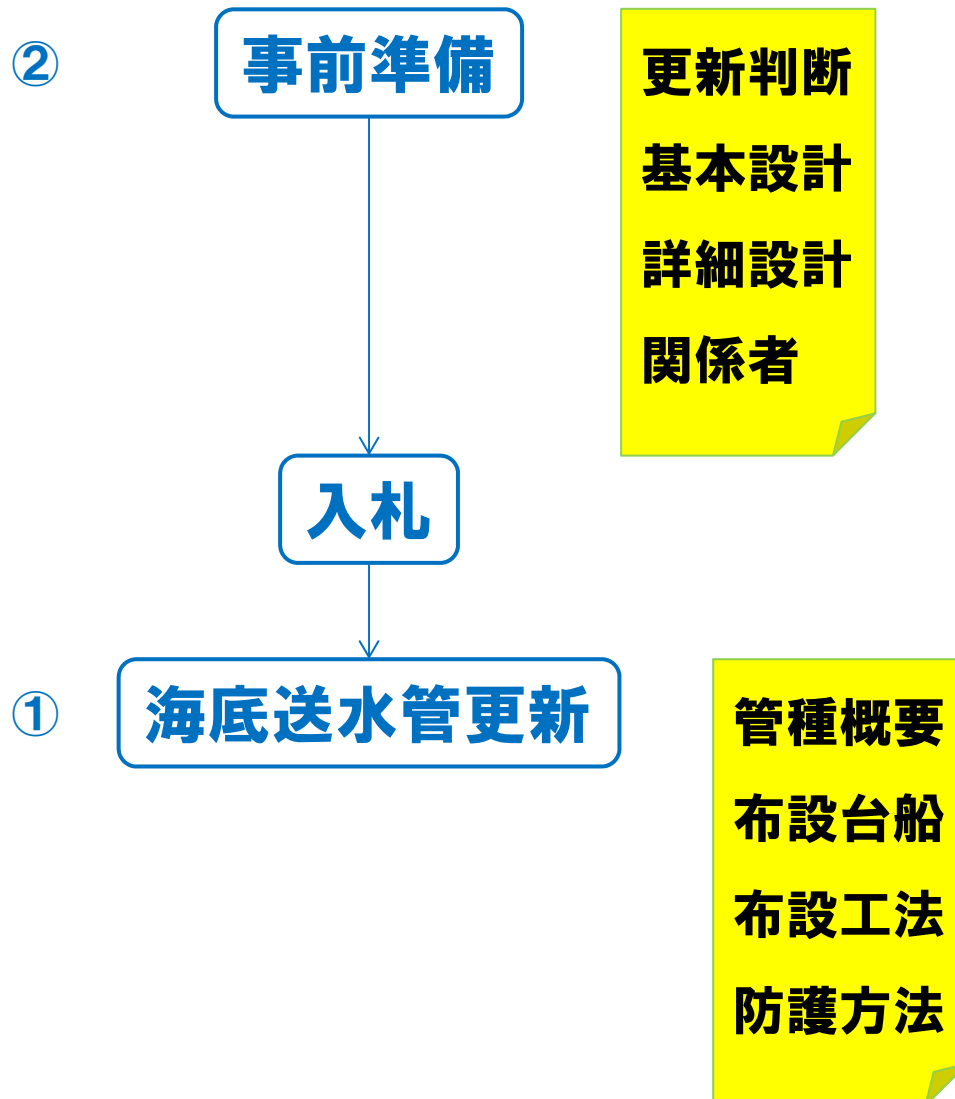 ②
事前準備
更新判断
基本設計
詳細設計
関係者
入札
①
海底送水管更新
管種概要
布設台船
布設工法
防護方法